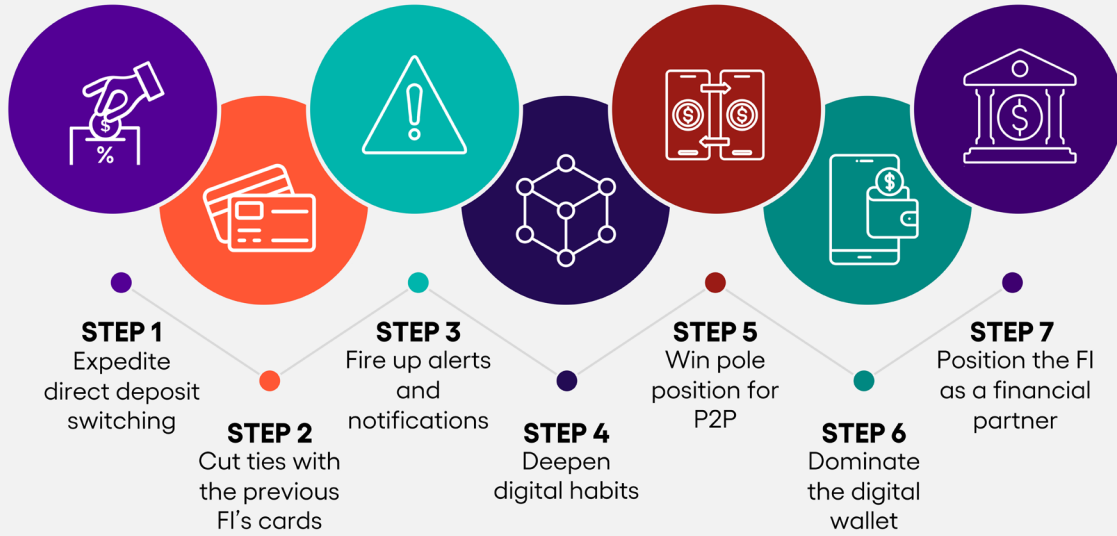 $
%
$
$
$
$
STEP 1
Expedite
direct deposit
switching
STEP 2
Cut ties with
the previous
FI's cards
STEP 3
Fire up alerts
and
notifications
STEP 4
Deepen
digital habits
STEP 5
Win pole
position for
P2P
STEP 6
Dominate
the digital
wallet
STEP 7
Position the FI
as a financial
partner